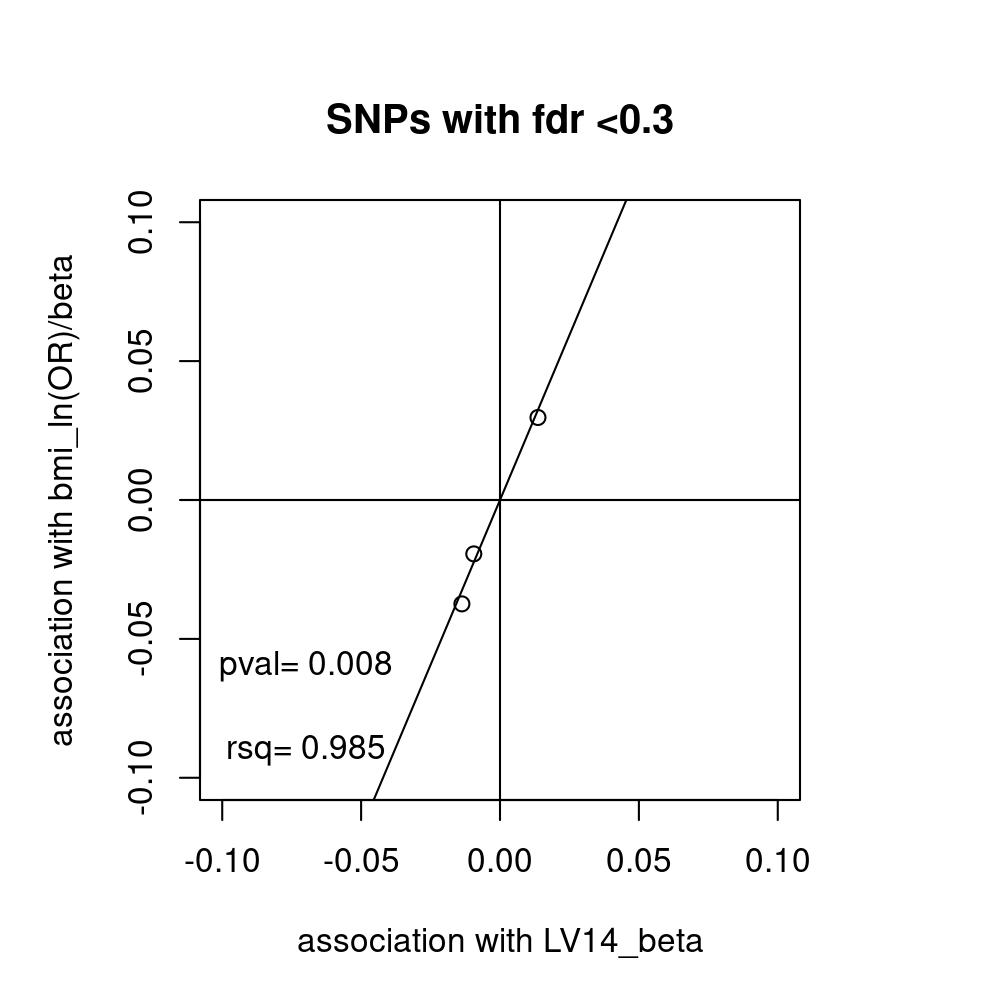 SNPs with fdr <0.3
association with bmi_ln(OR)/beta
0.10
0.05
0.00
-0.05
-0.10
pval= 0.008
rsq= 0.985
-0.10 -0.05 0.00 0.05 0.10
association with LV14_beta